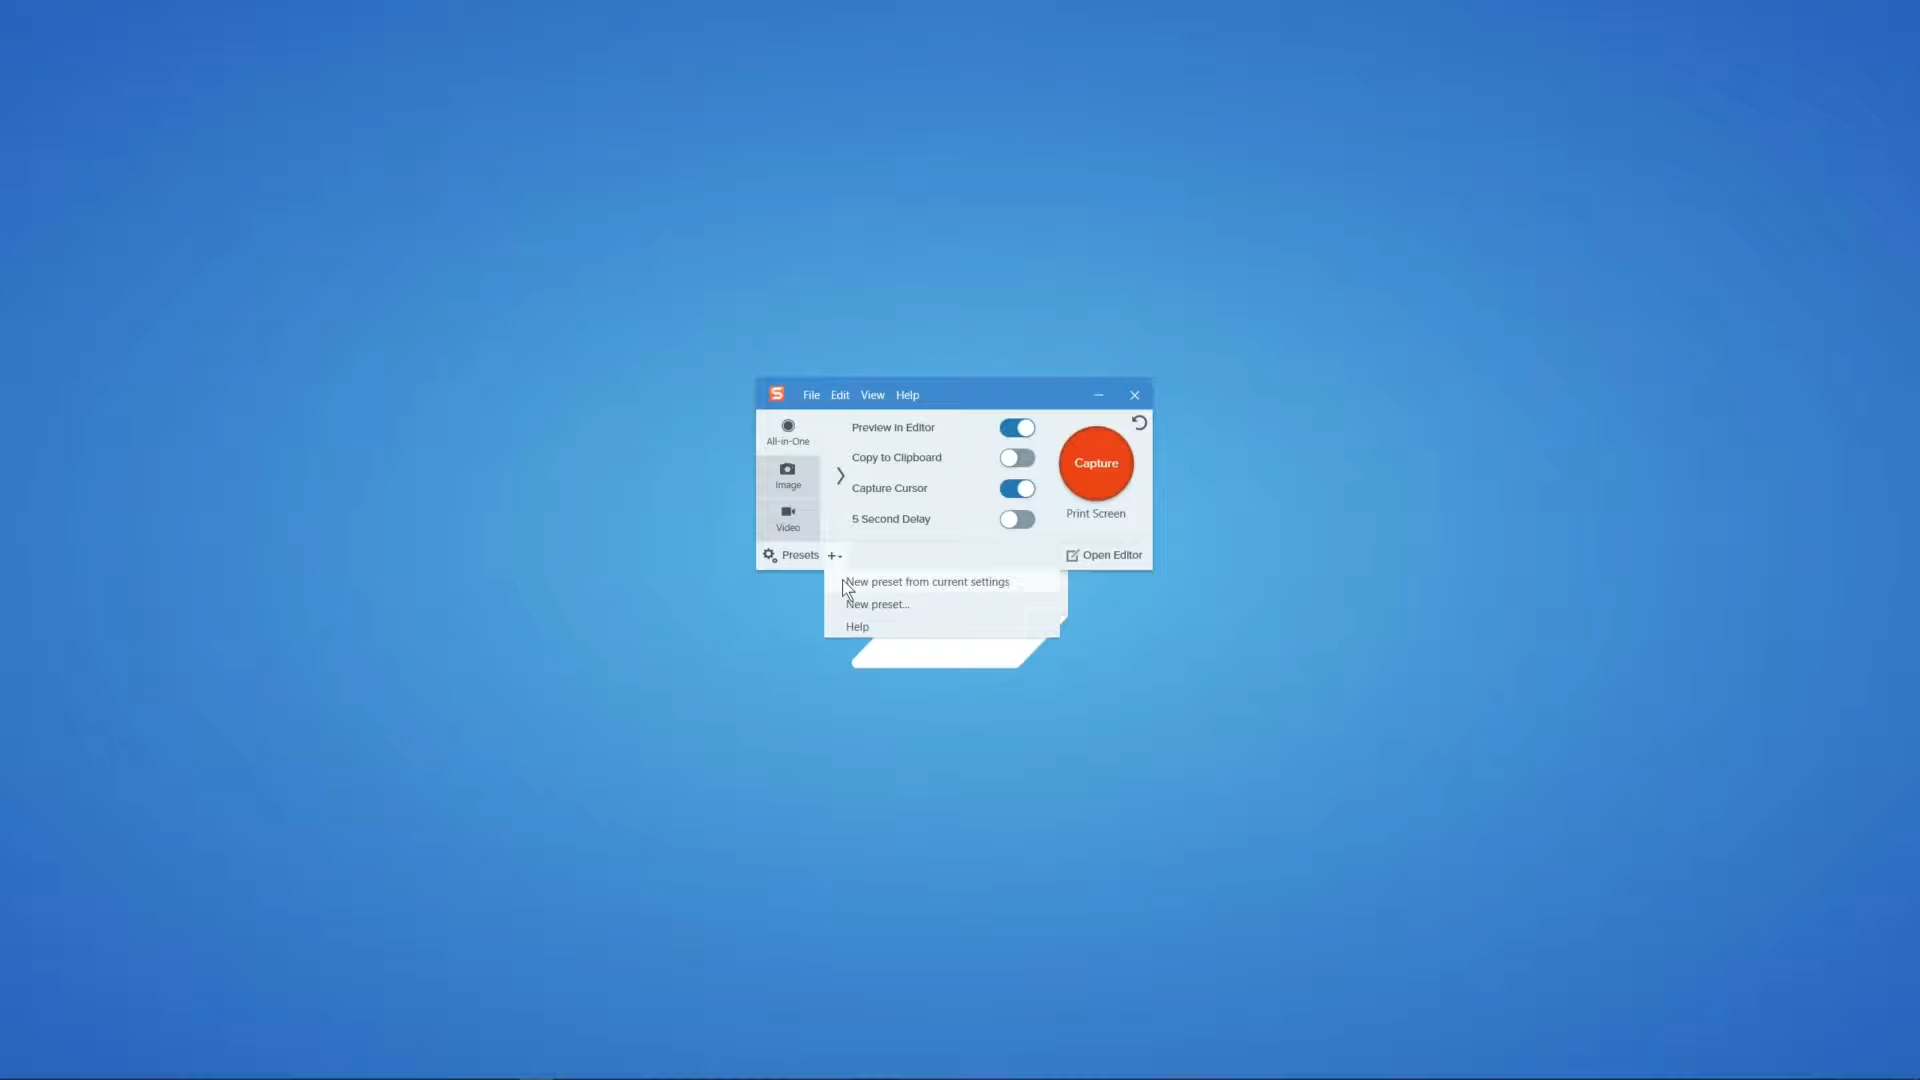 File Edit View Help
All-in-One
Image
Video
Preview in Editor
Copy to Clipboard
Capture Cursor
5 Second Delay
Capture
Print Screen
Presets
Open Editor
New preset from current settings
New preset...
Help